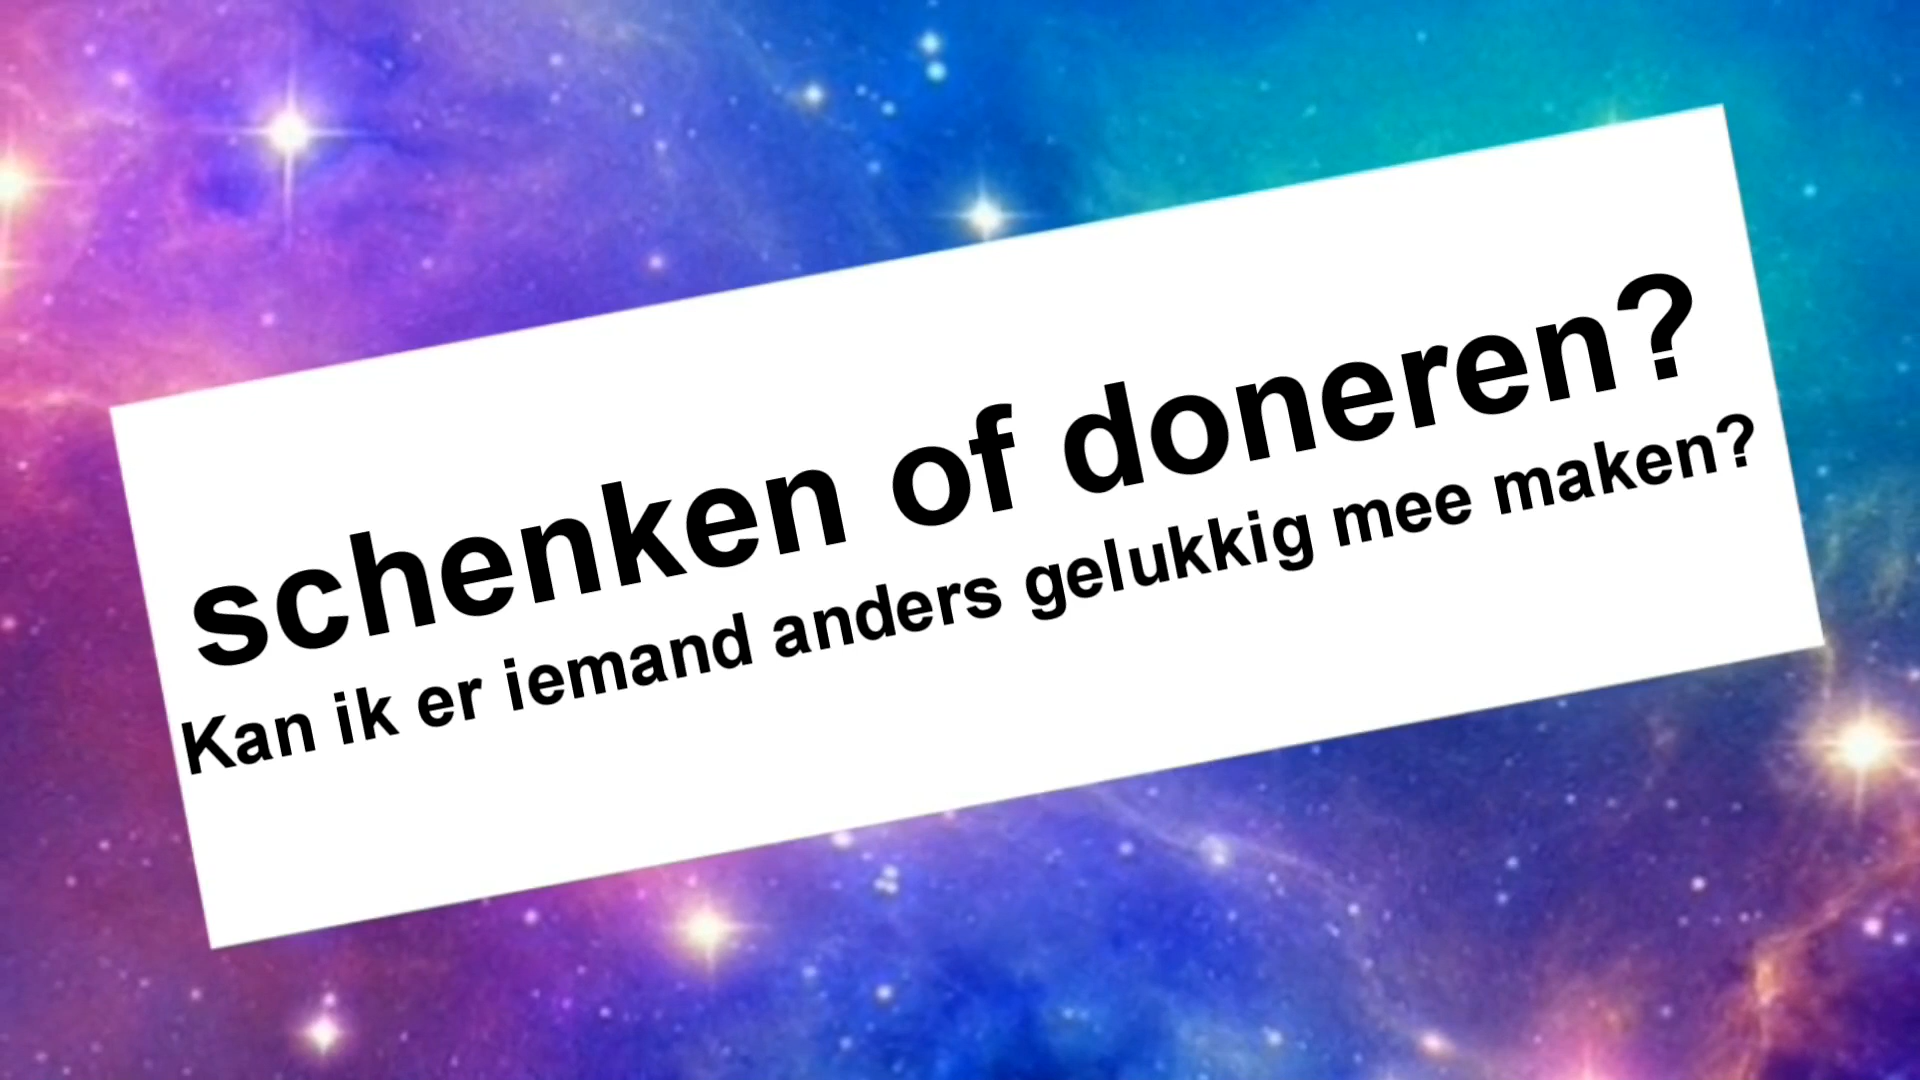 schenken of doneren?
Kan ik er iemand anders gelukkig mee maken?